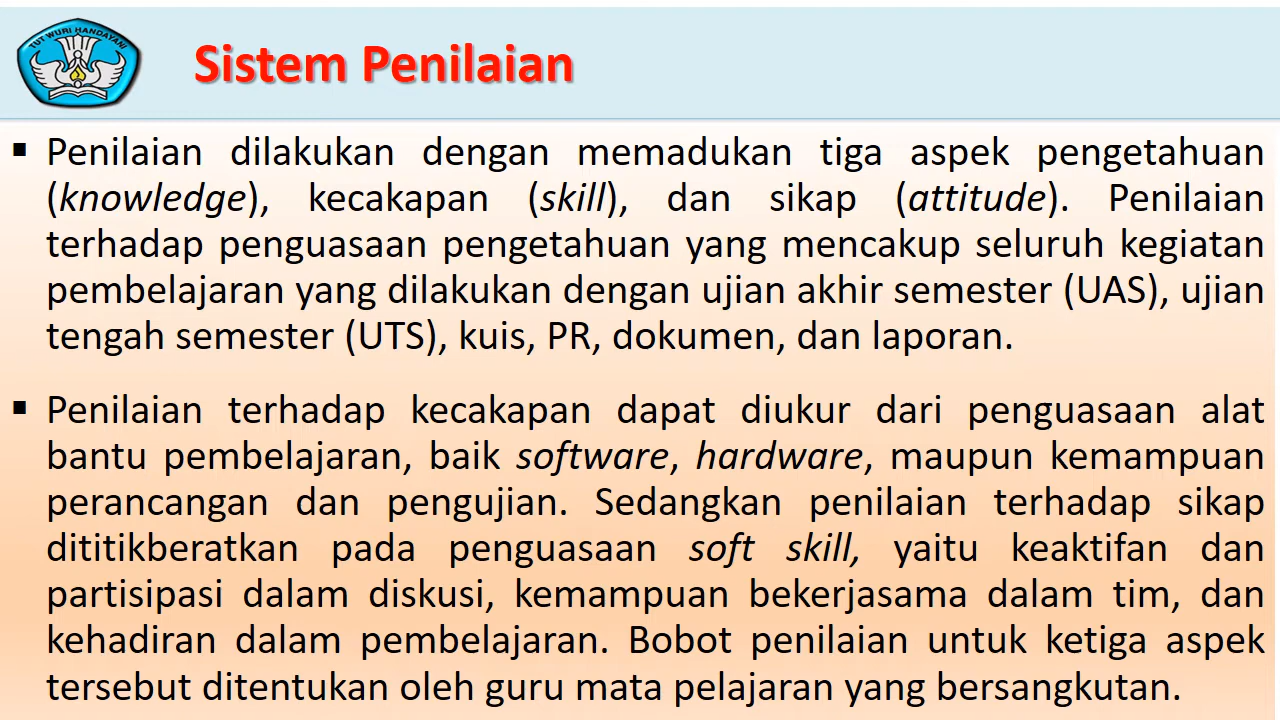 TUT WURI HANDAYANI
Sistem Penilaian
▪ Penilaian dilakukan dengan memadukan tiga aspek pengetahuan
(knowledge), kecakapan (skill), dan sikap (attitude). Penilaian
terhadap penguasaan pengetahuan yang mencakup seluruh kegiatan
pembelajaran yang dilakukan dengan ujian akhir semester (UAS), ujian
tengah semester (UTS), kuis, PR, dokumen, dan laporan.
▪ Penilaian terhadap kecakapan dapat diukur dari penguasaan alat
bantu pembelajaran, baik software, hardware, maupun kemampuan
perancangan dan pengujian. Sedangkan penilaian terhadap sikap
dititikberatkan pada penguasaan soft skill, yaitu keaktifan dan
partisipasi dalam diskusi, kemampuan bekerjasama dalam tim, dan
kehadiran dalam pembelajaran. Bobot penilaian untuk ketiga aspek
tersebut ditentukan oleh guru mata pelajaran yang bersangkutan.